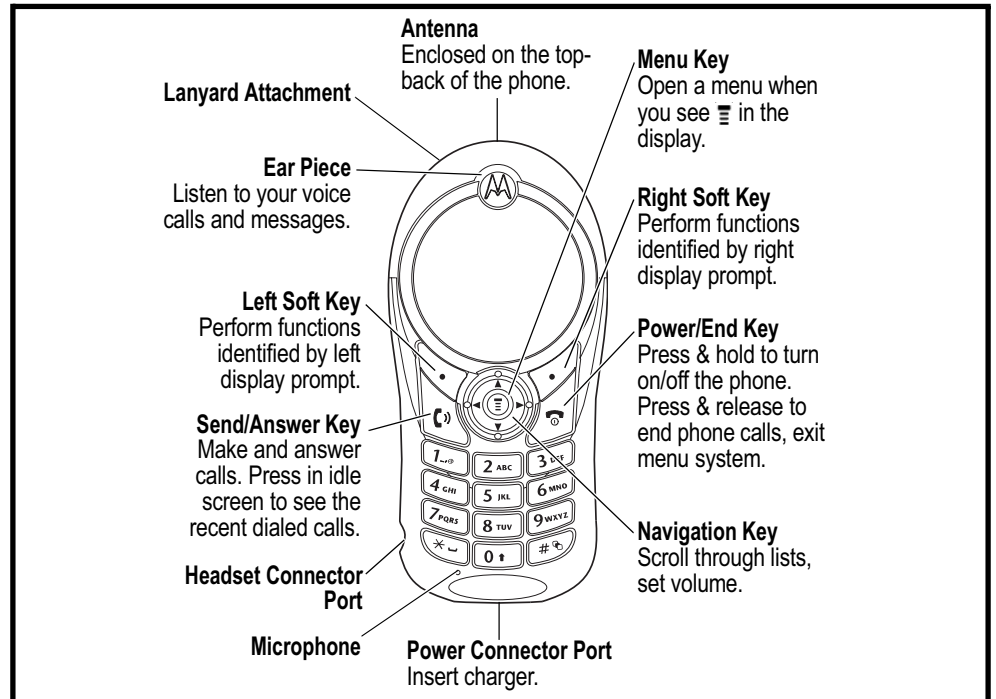 Antenna
Enclosed on the top-
back of the phone.
Lanyard Attachment
Ear Piece
Listen to your voice
calls and messages.
Left Soft Key
Perform functions
identified by left
display prompt.
Send/Answer Key
Make and answer
calls. Press in idle
screen to see the
recent dialed calls.
Headset Connector
Port
Microphone
Menu Key
Open a menu when
you see in the
display.
Right Soft Key
Perform functions
identified by right
display prompt.
Power/End Key
Press & hold to turn
on/off the phone.
Press & release to
end phone calls, exit
menu system.
Navigation Key
Scroll through lists,
set volume.
Power Connector Port
Insert charger.
1
2 ABC
3 DEF
4 GHI
5 JKL
6 MNO
7 PQRS
8 TUV
9 WXYZ
*
0
#